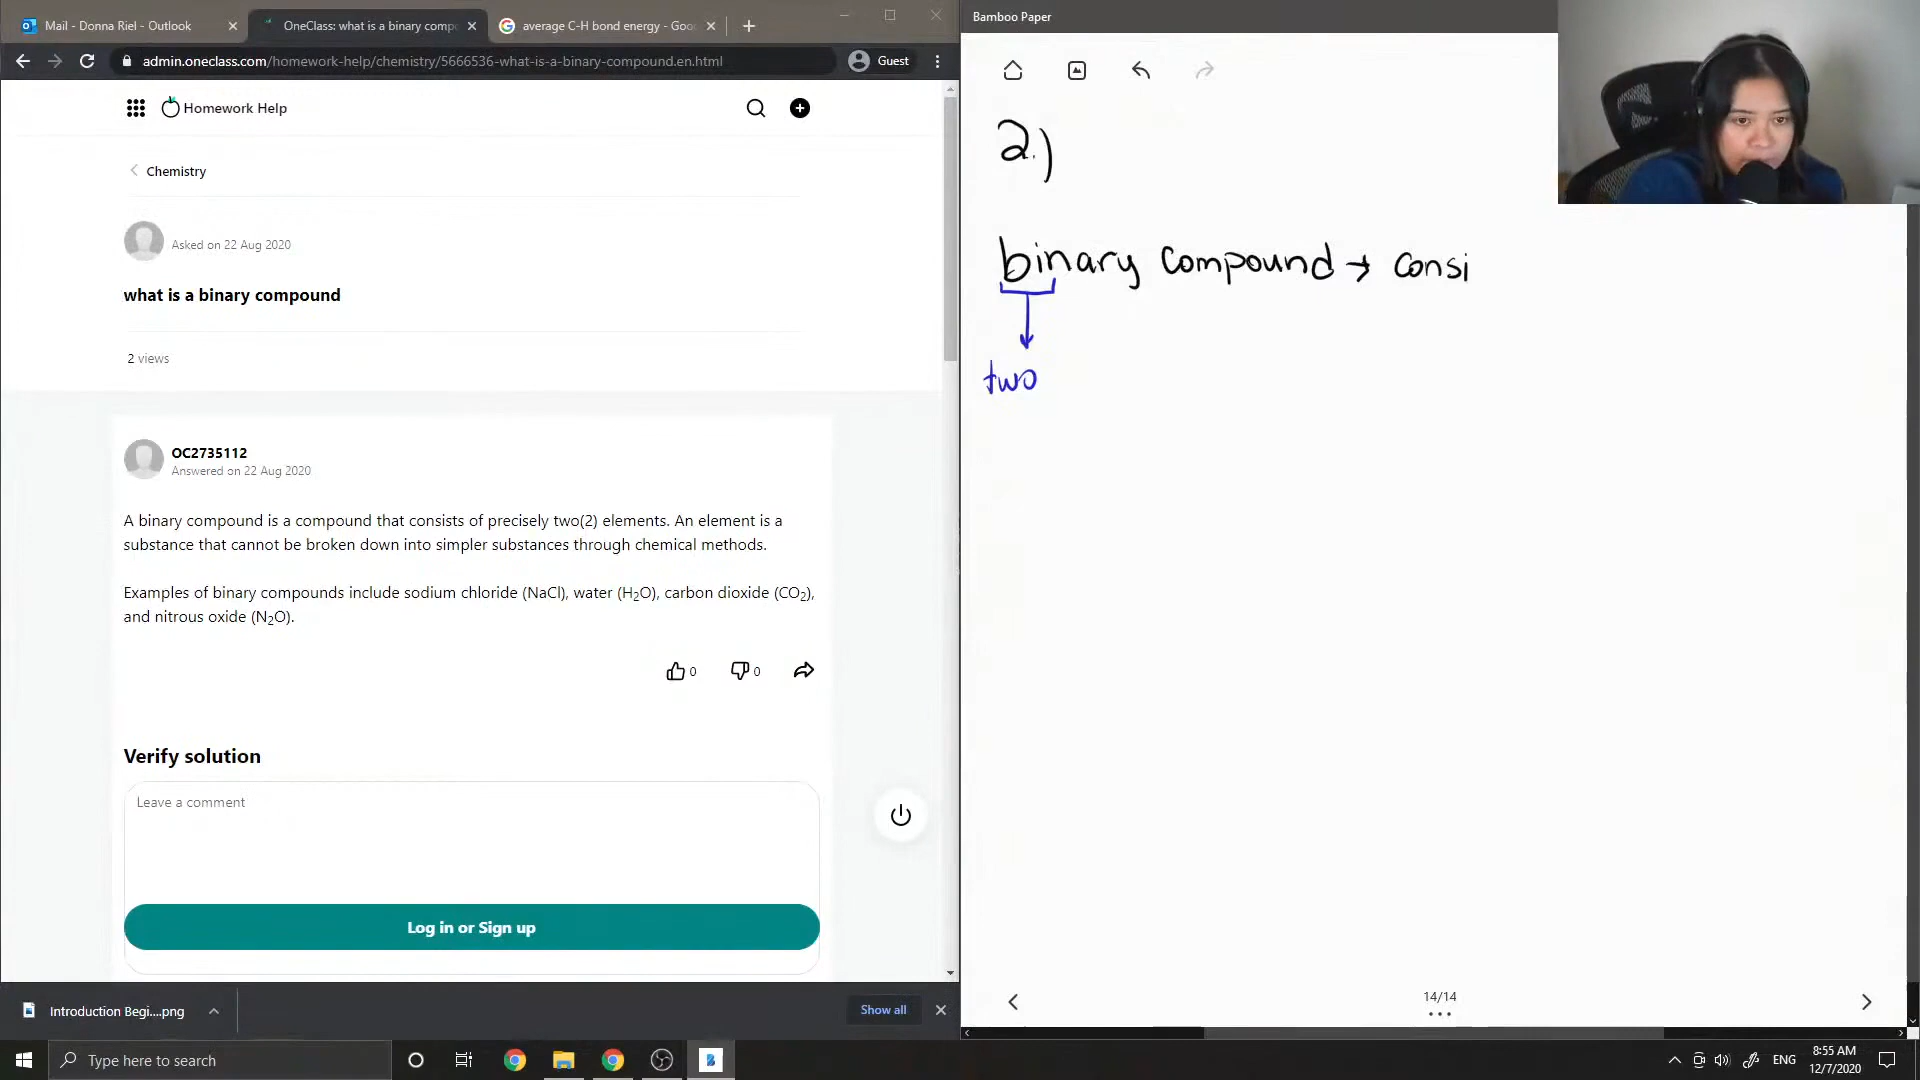 Mail - Donna Riel - Outlook
OneClass: what is a binary compo
average C-H bond energy - Goo
admin.oneclass.com/homework-help/chemistry/5666536-what-is-a-binary-compound.en.html
Guest
Homework Help
Chemistry
Asked on 22 Aug 2020
what is a binary compound
2 views
OC2735112
Answered on 22 Aug 2020
A binary compound is a compound that consists of precisely two(2) elements. An element is a
substance that cannot be broken down into simpler substances through chemical methods.
Examples of binary compounds include sodium chloride (NaCl), water (H₂O), carbon dioxide (CO₂),
and nitrous oxide (N₂O).
0
0
Verify solution
Leave a comment
Log in or Sign up
Introduction Begi....png
Show all
Bamboo Paper
2.)
binary compound → consi
two
14/14
Type here to search
ENG
8:55 AM
12/7/2020